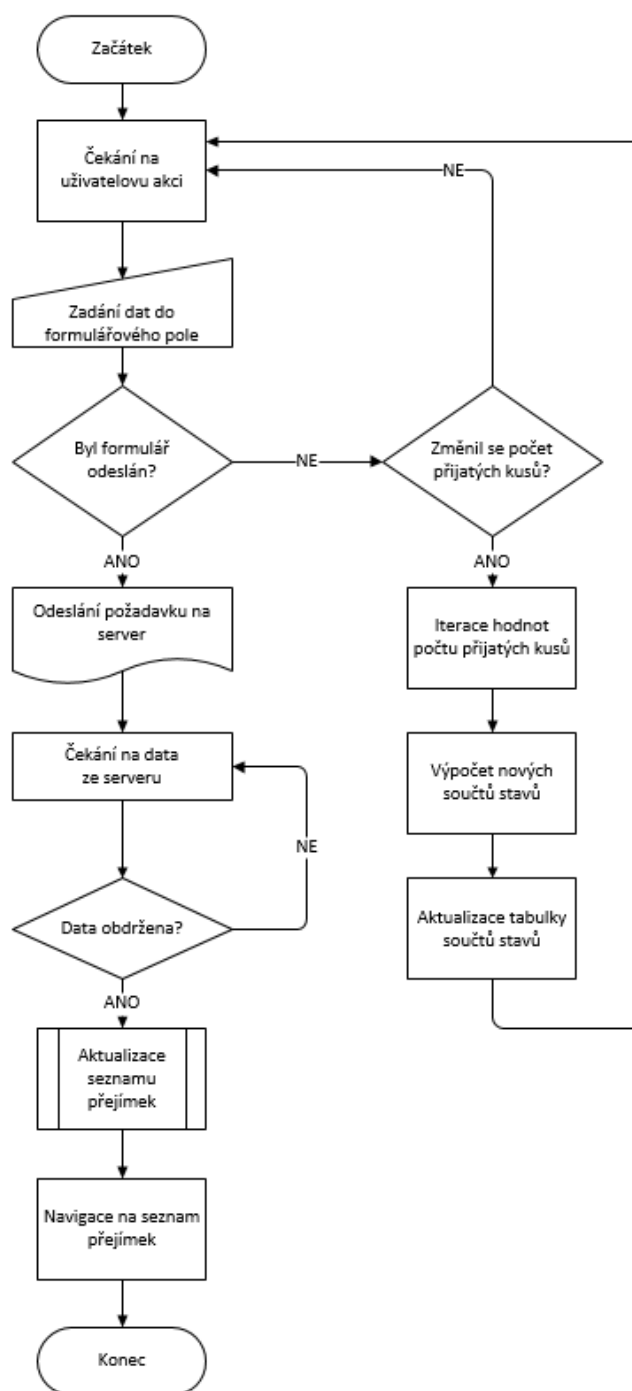 Začátek
Čekání na
uživatelovu akci
NE
Zadání dat do
formulářového pole
Byl formulář
odeslán?
NE
Změnil se počet
přijatých kusů?
ANO
ANO
Odeslání požadavku na
server
Iterace hodnot
počtu přijatých kusů
Čekání na data
ze serveru
Výpočet nových
součtů stavů
NE
Data obdržena?
Aktualizace tabulky
součtů stavů
ANO
Aktualizace
seznamu
přejímek
Navigace na seznam
přejímek
Konec